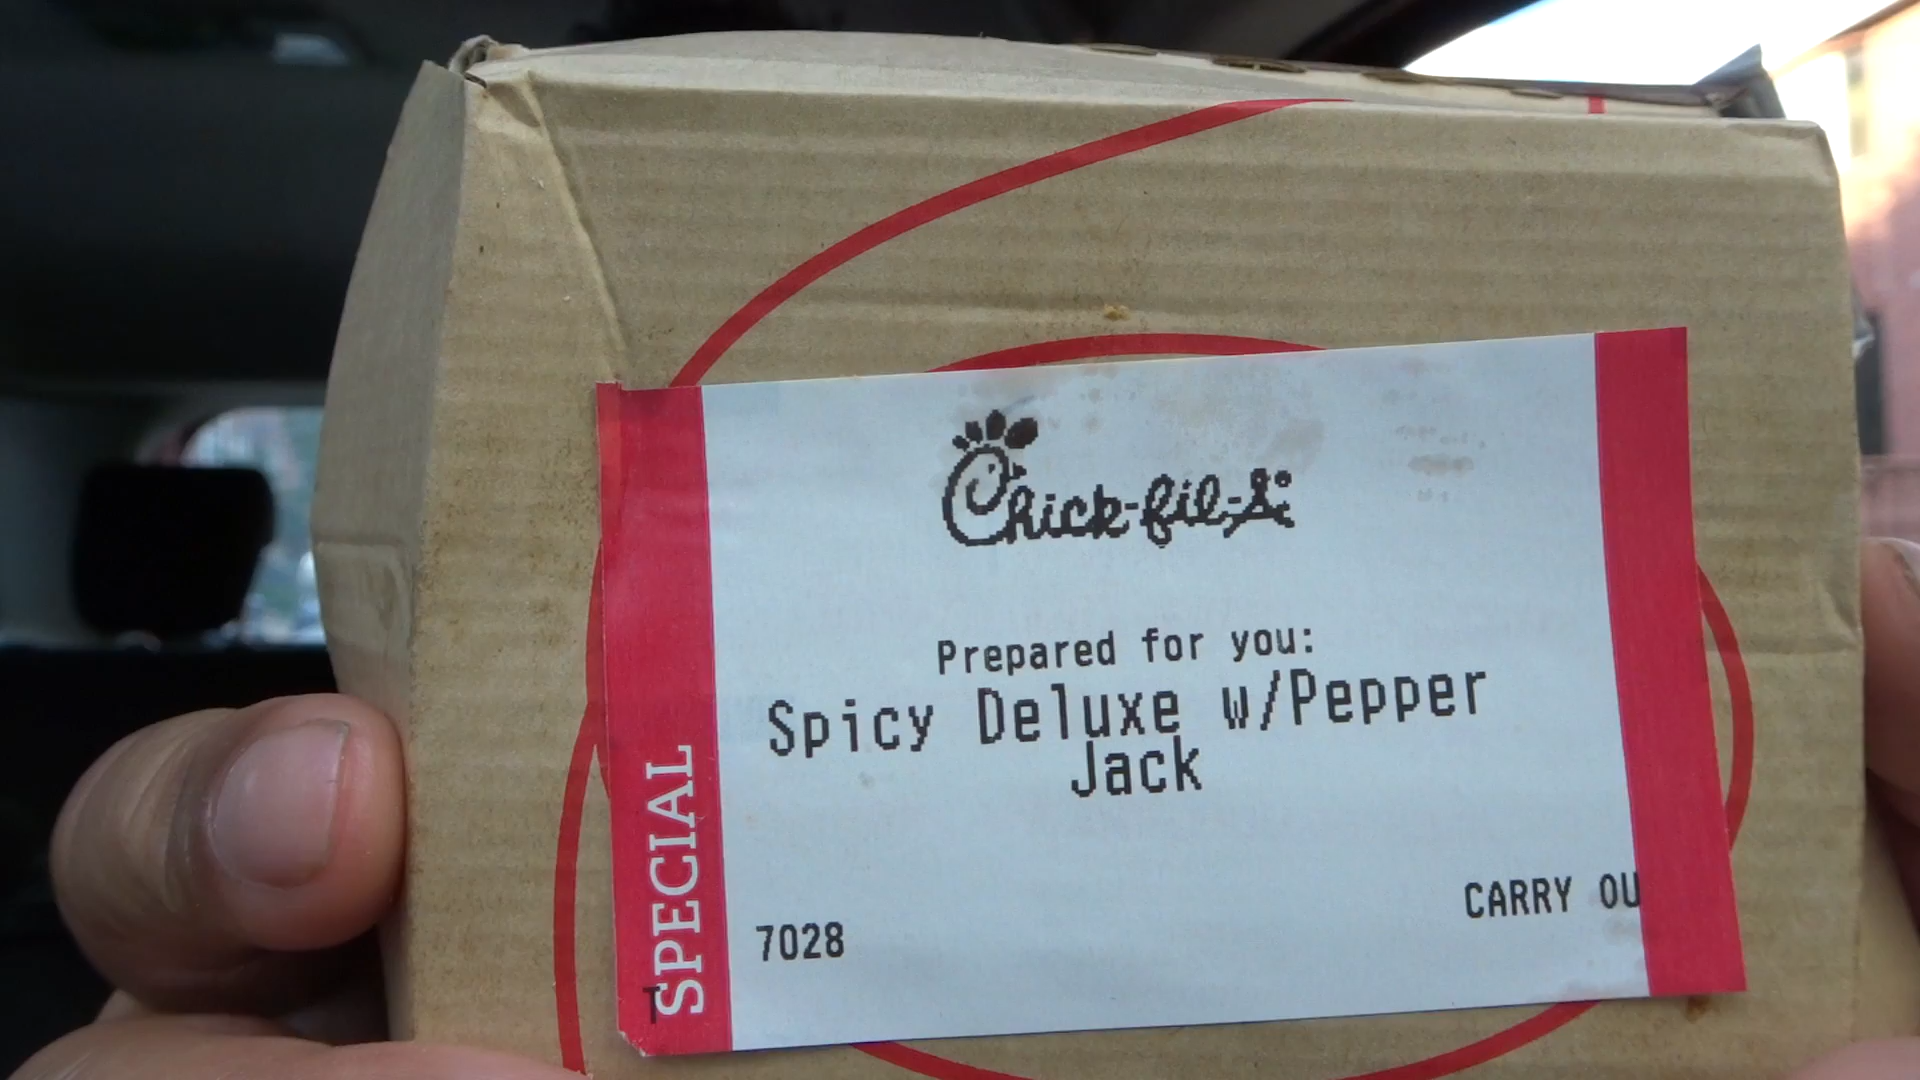 Chick-fil-A
Prepared for you:
Spicy Deluxe w/Pepper
Jack
CARRY OU
7028
T
SPECIAL